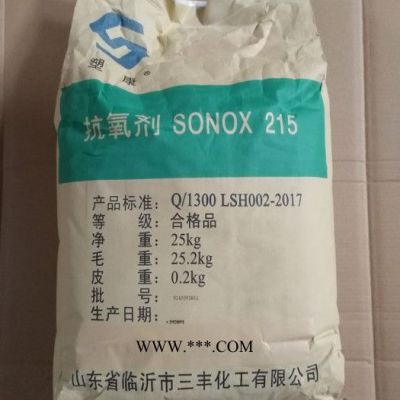 塑康®
抗氧剂 SONOX 215
产品标准：Q/1300 LSH002-2017
等级：合格品
净重：25kg
毛重：25.2kg
皮重：0.2kg
批号：
生产日期：
WWW.***.COM
山东省临沂市三丰化工有限公司